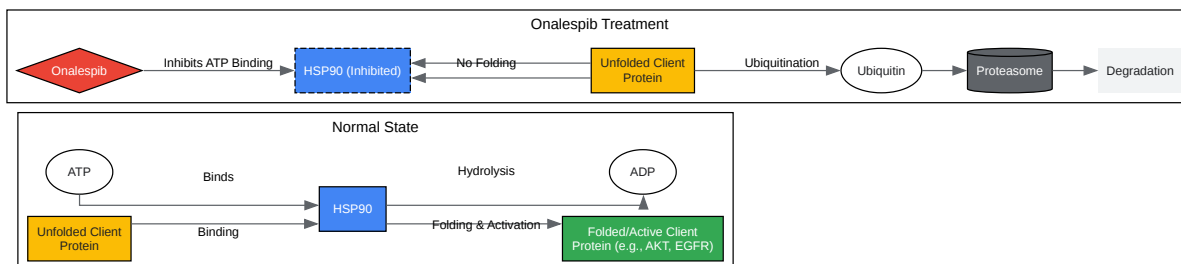 Onalespib Treatment
Onalespib
Inhibits ATP Binding
HSP90 (Inhibited)
No Folding
Unfolded Client
Protein
Ubiquitination
Ubiquitin
Proteasome
Degradation
Normal State
ATP
Binds
Hydrolysis
ADP
HSP90
Unfolded Client
Protein
Binding
Folding & Activation
Folded/Active Client
Protein (e.g., AKT, EGFR)